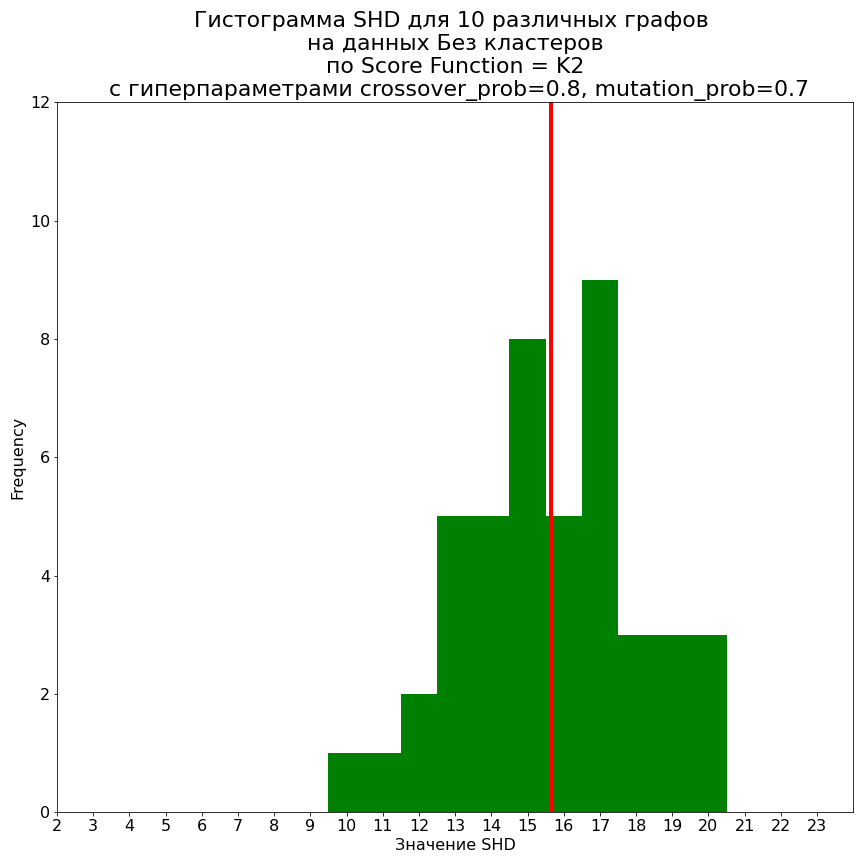 Гистограмма SHD для 10 различных графов
на данных Без кластеров
по Score Function = K2
с гиперпараметрами crossover_prob=0.8, mutation_prob=0.7
12
10
8
6
4
2
0
Frequency
2 3 4 5 6 7 8 9 10 11 12 13 14 15 16 17 18 19 20 21 22 23
Значение SHD